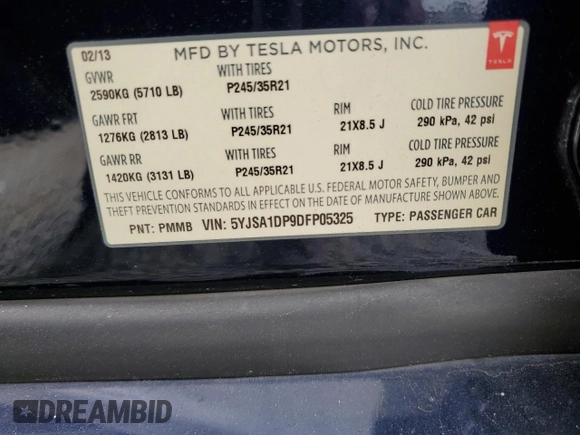 02/13 MFD BY TESLA MOTORS, INC.
TESLA
GVWR WITH TIRES
2590KG (5710 LB) P245/35R21
GAWR FRT WITH TIRES RIM COLD TIRE PRESSURE
1276KG (2813 LB) P245/35R21 21X8.5 J 290 kPa, 42 psi
GAWR RR WITH TIRES RIM COLD TIRE PRESSURE
1420KG (3131 LB) P245/35R21 21X8.5 J 290 kPa, 42 psi
THIS VEHICLE CONFORMS TO ALL APPLICABLE U.S. FEDERAL MOTOR SAFETY, BUMPER AND
THEFT PREVENTION STANDARDS IN EFFECT ON THE DATE OF MANUFACTURE SHOWN ABOVE.
PNT: PMMB VIN: 5YJSA1DP9DFP05325 TYPE: PASSENGER CAR
DREAMBID